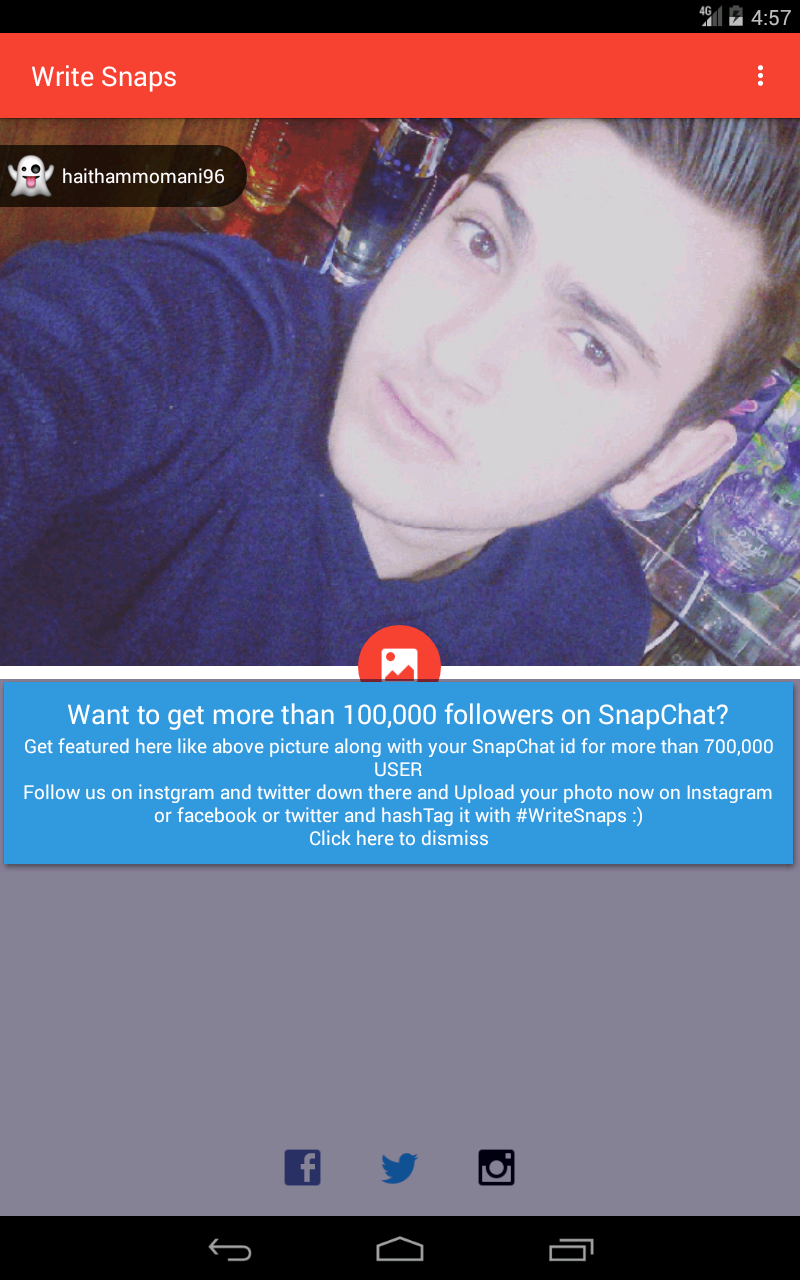 4G 4:57
Write Snaps
haithammomani96
Want to get more than 100,000 followers on SnapChat?
Get featured here like above picture along with your SnapChat id for more than 700,000
USER
Follow us on instgram and twitter down there and Upload your photo now on Instagram
or facebook or twitter and hashTag it with #WriteSnaps :)
Click here to dismiss